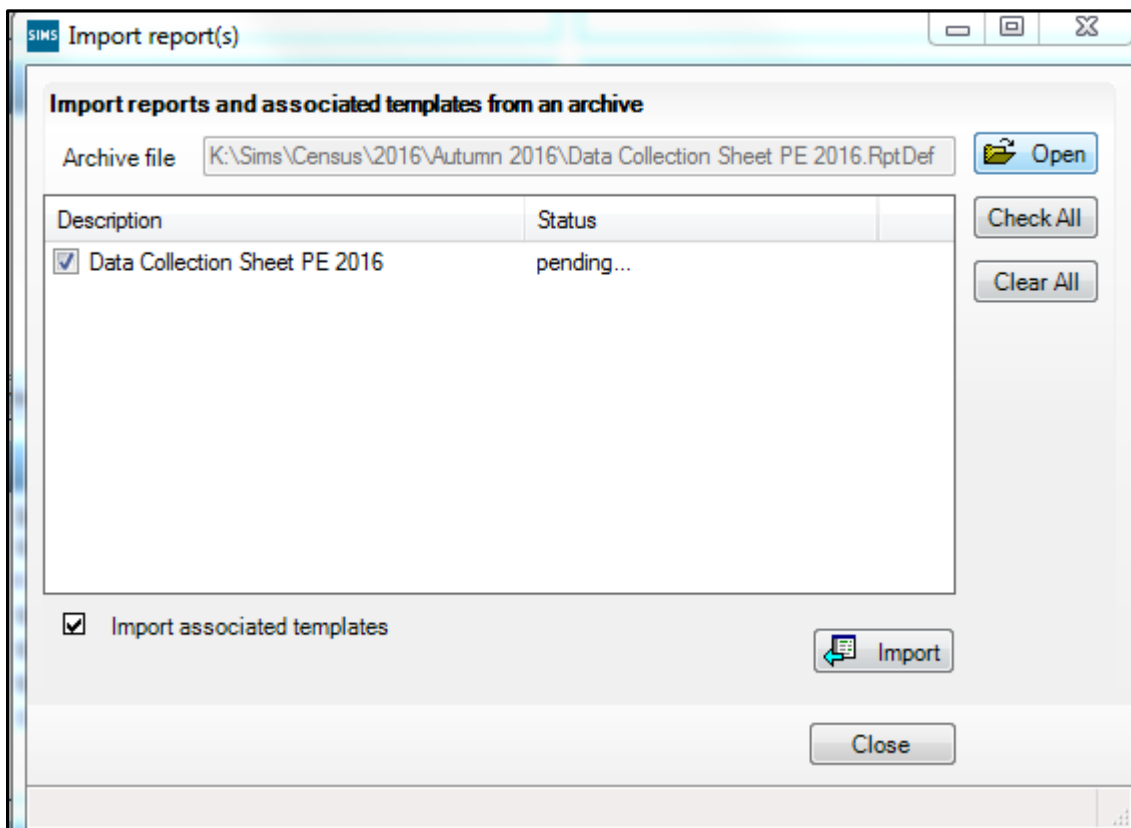 SIMS Import report(s)
Import reports and associated templates from an archive
Archive file K:\Sims\Census\2016\Autumn 2016\Data Collection Sheet PE 2016.RptDef Open
Check All
Description Status
Data Collection Sheet PE 2016 pending...
Clear All
Import associated templates
Import
Close